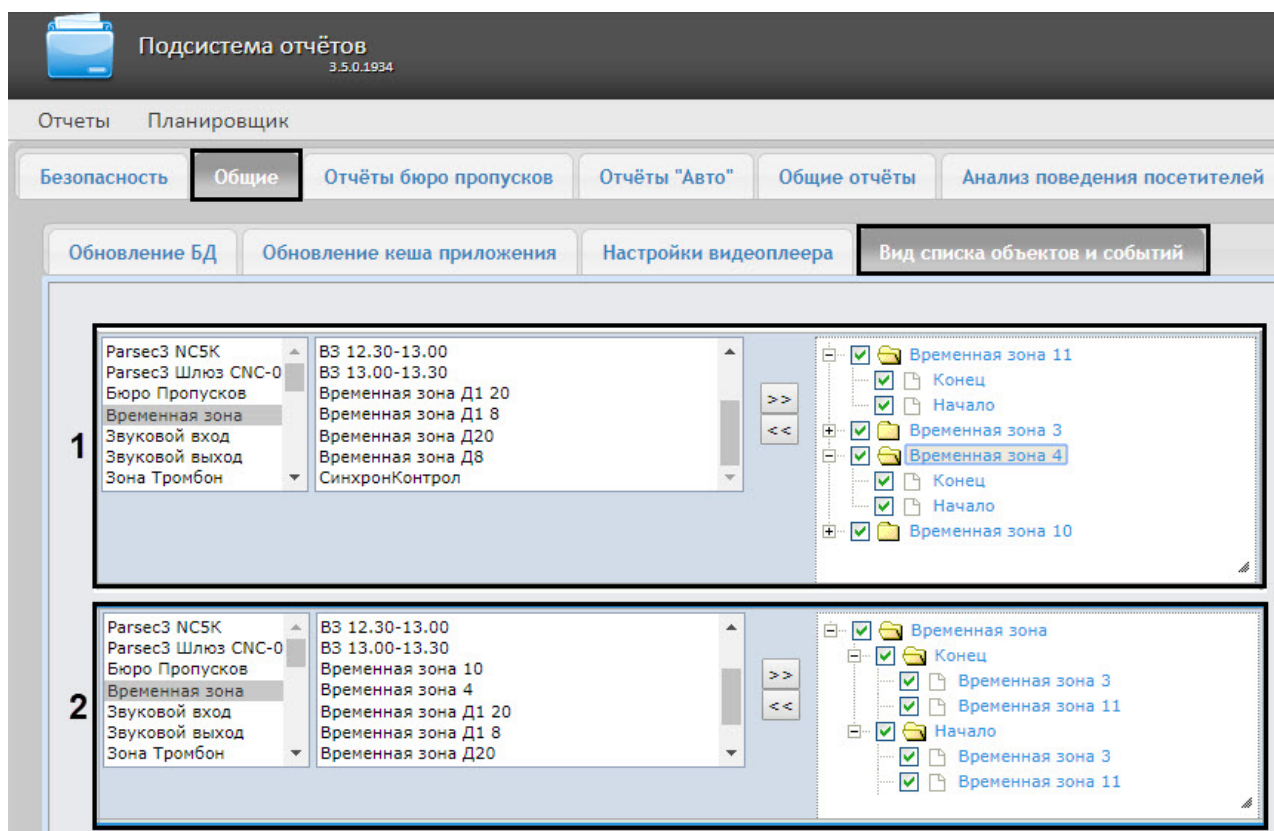 Подсистема отчётов
3.5.0.1934
Отчеты Планировщик
Безопасность Общие Отчёты бюро пропусков Отчёты "Авто" Общие отчёты Анализ поведения посетителей
Обновление БД Обновление кеша приложения Настройки видеоплеера Вид списка объектов и событий
1
Parsec3 NC5K
Parsec3 Шлюз CNC-0
Бюро Пропусков
Временная зона
Звуковой вход
Звуковой выход
Зона Тромбон
ВЗ 12.30-13.00
ВЗ 13.00-13.30
Временная зона Д1 20
Временная зона Д1 8
Временная зона Д20
Временная зона Д8
СинхронКонтрол
>>
<<
Временная зона 11
Конец
Начало
Временная зона 3
Временная зона 4
Конец
Начало
Временная зона 10
2
Parsec3 NC5K
Parsec3 Шлюз CNC-0
Бюро Пропусков
Временная зона
Звуковой вход
Звуковой выход
Зона Тромбон
ВЗ 12.30-13.00
ВЗ 13.00-13.30
Временная зона 10
Временная зона 4
Временная зона Д1 20
Временная зона Д1 8
Временная зона Д20
>>
<<
Временная зона
Конец
Временная зона 3
Временная зона 11
Начало
Временная зона 3
Временная зона 11